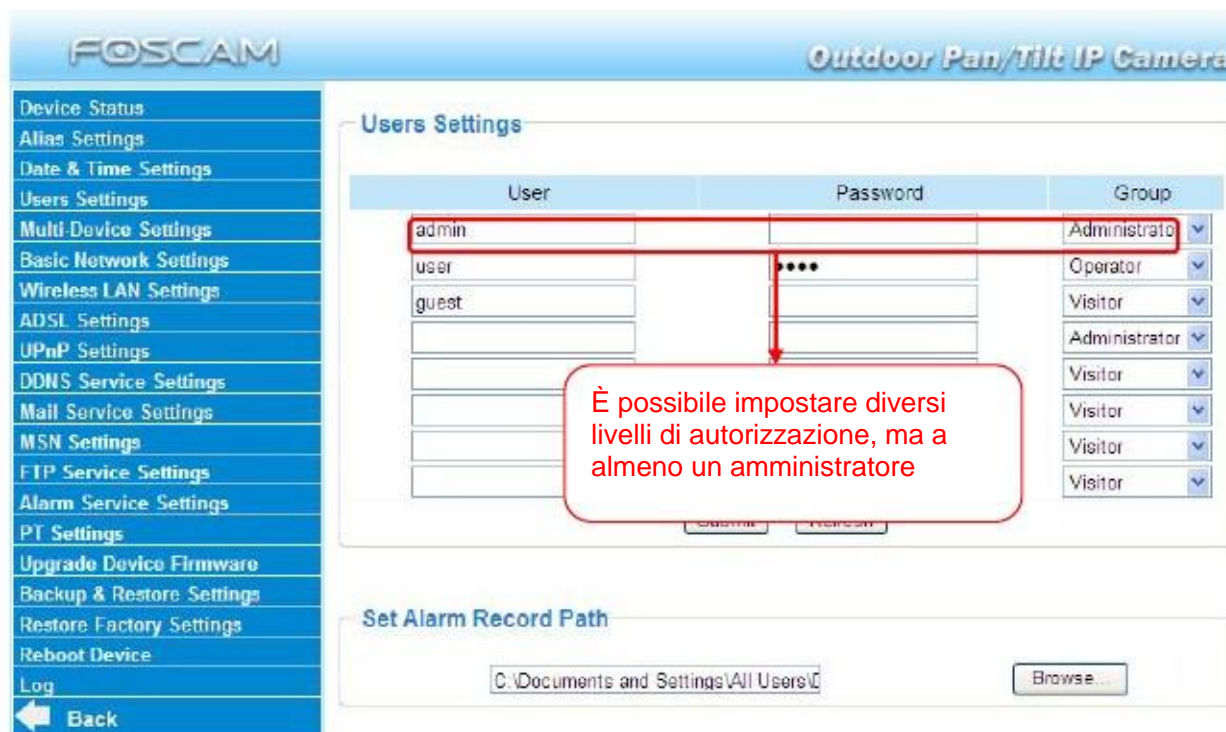 FOSCAM
Outdoor Pan/Tilt IP Camera
Device Status
Alias Settings
Date & Time Settings
Users Settings
Multi-Device Settings
Basic Network Settings
Wireless LAN Settings
ADSL Settings
UPnP Settings
DDNS Service Settings
Mail Service Settings
MSN Settings
FTP Service Settings
Alarm Service Settings
PT Settings
Upgrade Device Firmware
Backup & Restore Settings
Restore Factory Settings
Reboot Device
Log
Back
Users Settings
User Password Group
admin Administrato
user •••• Operator
guest Visitor
Administrator
Visitor
Visitor
Visitor
Visitor
È possibile impostare diversi
livelli di autorizzazione, ma a
almeno un amministratore
Submit Refresh
Set Alarm Record Path
C:\Documents and Settings\All Users\D Browse...